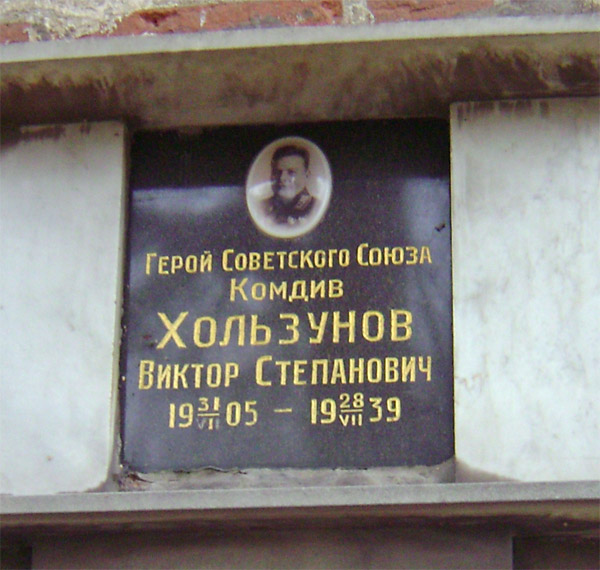 Герой Советского Союза
Комдив
Хользунов
Виктор Степанович
19 31/VII 05 – 19 28/VII 39